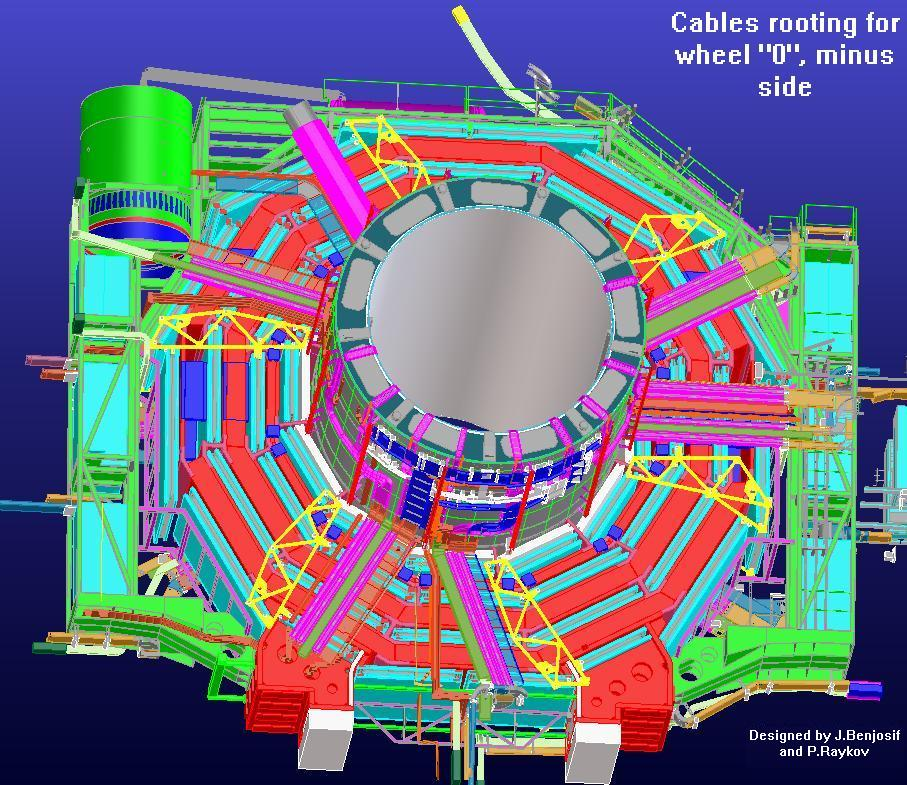 Cables rooting for
wheel "0", minus
side
Designed by J.Benjosif
and P.Raykov